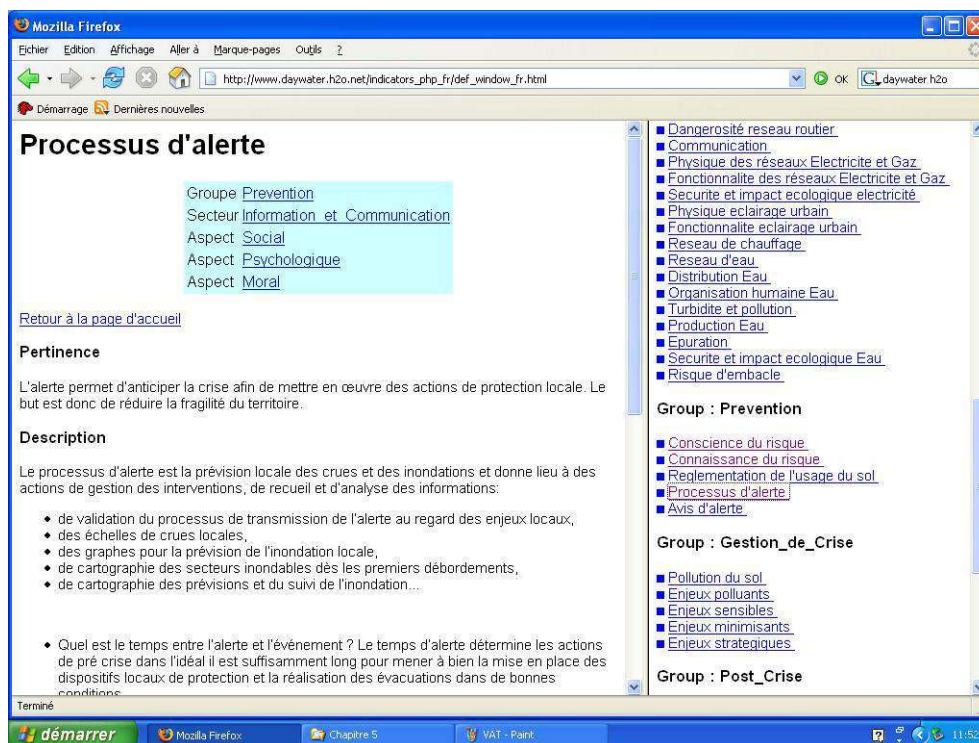 Mozilla Firefox
Fichier Edition Affichage Aller à Marque-pages Outils ?
http://www.daywater.h2o.net/indicators_php_fr/def_window_fr.html
OK
G daywater h2o
Démarrage Dernières nouvelles
Processus d'alerte
Groupe Prevention
Secteur Information_et_Communication
Aspect Social
Aspect Psychologique
Aspect Moral
Retour à la page d'accueil
Pertinence
L'alerte permet d'anticiper la crise afin de mettre en œuvre des actions de protection locale. Le
but est donc de réduire la fragilité du territoire.
Description
Le processus d'alerte est la prévision locale des crues et des inondations et donne lieu à des
actions de gestion des interventions, de recueil et d'analyse des informations:
de validation du processus de transmission de l'alerte au regard des enjeux locaux,
des échelles de crues locales,
des graphes pour la prévision de l'inondation locale,
de cartographie des secteurs inondables dès les premiers débordements,
de cartographie des prévisions et du suivi de l'inondation...
Quel est le temps entre l'alerte et l'événement ? Le temps d'alerte détermine les actions
de pré crise dans l'idéal il est suffisamment long pour mener à bien la mise en place des
dispositifs locaux de protection et la réalisation des évacuations dans de bonnes
conditions
Dangerosité reseau routier
Communication
Physique des réseaux Electricite et Gaz
Fonctionnalite des réseaux Electricite et Gaz
Securite et impact ecologique electricité
Physique eclairage urbain
Fonctionnalite eclairage urbain
Reseau de chauffage
Reseau d'eau
Distribution Eau
Organisation humaine Eau
Turbidite et pollution
Production Eau
Epuration
Securite et impact ecologique Eau
Risque d'embacle
Group : Prevention
Conscience du risque
Connaissance du risque
Reglementation de l'usage du sol
Processus d'alerte
Avis d'alerte
Group : Gestion_de_Crise
Pollution du sol
Enjeux polluants
Enjeux sensibles
Enjeux minimisants
Enjeux strategiques
Group : Post_Crise
Terminé
démarrer
Mozilla Firefox
Chapitre 5
VAT - Paint